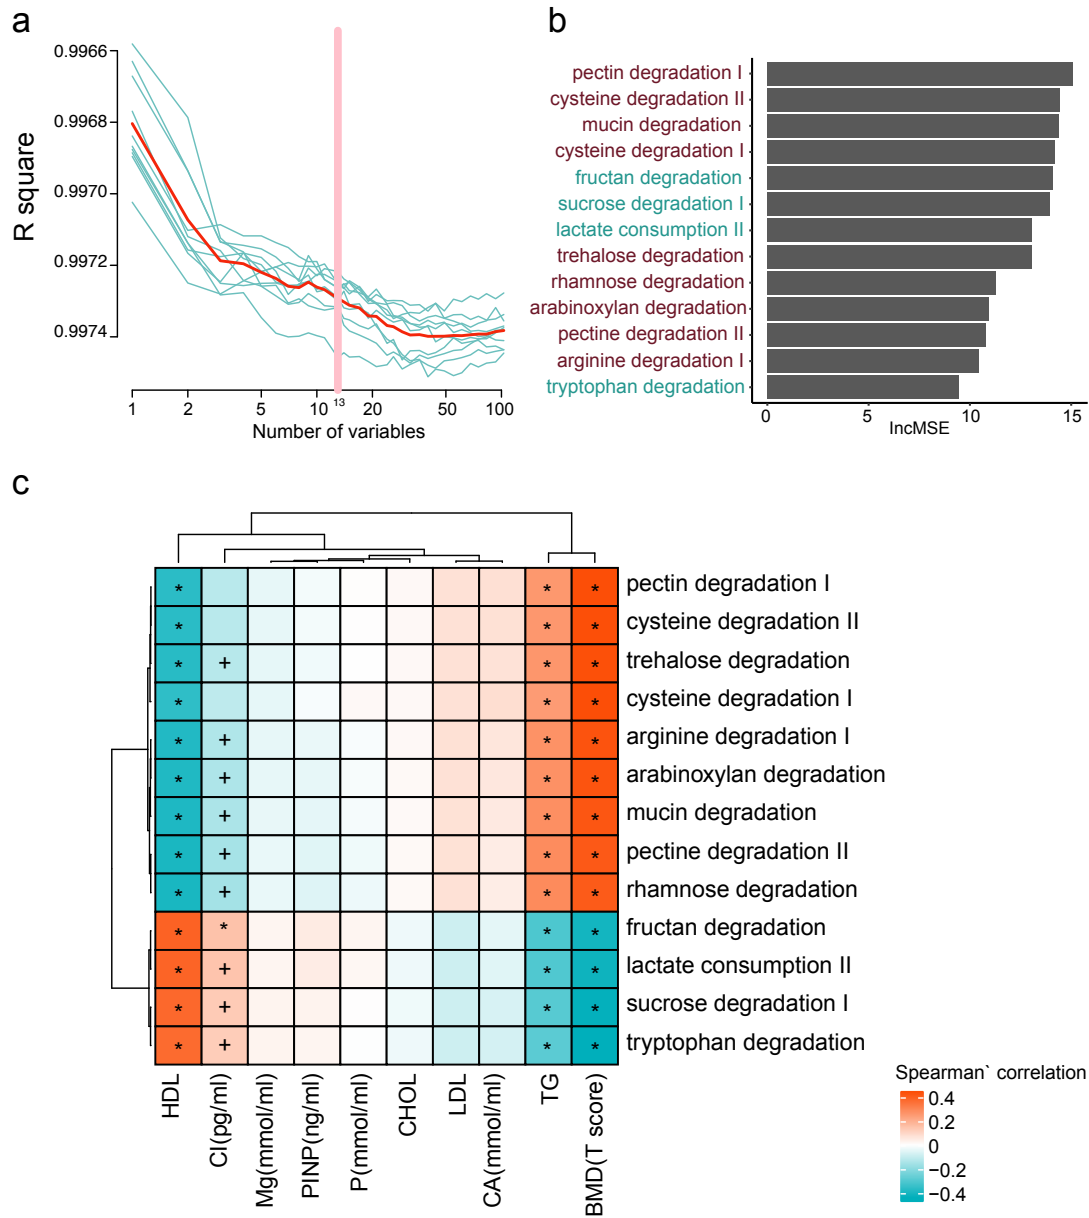 a
0.9966
0.9968
0.9970
0.9972
0.9974
R square
1
2
5
10
13
20
50
100
Number of variables
b
pectin degradation I
cysteine degradation II
mucin degradation
cysteine degradation I
fructan degradation
sucrose degradation I
lactate consumption II
trehalose degradation
rhamnose degradation
arabinoxylan degradation
pectine degradation II
arginine degradation I
tryptophan degradation
0
5
10
15
IncMSE
c
* * * pectin degradation I
* * * cysteine degradation II
* + * * trehalose degradation
* * * cysteine degradation I
* + * * arginine degradation I
* + * * arabinoxylan degradation
* + * * mucin degradation
* + * * pectine degradation II
* + * * rhamnose degradation
* * * * fructan degradation
* + * * lactate consumption II
* + * * sucrose degradation I
* + * * tryptophan degradation
HDL
Cl(pg/ml)
Mg(mmol/ml)
PINP(ng/ml)
P(mmol/ml)
CHOL
LDL
CA(mmol/ml)
TG
BMD(T score)
Spearman` correlation
0.4
0.2
0
−0.2
−0.4